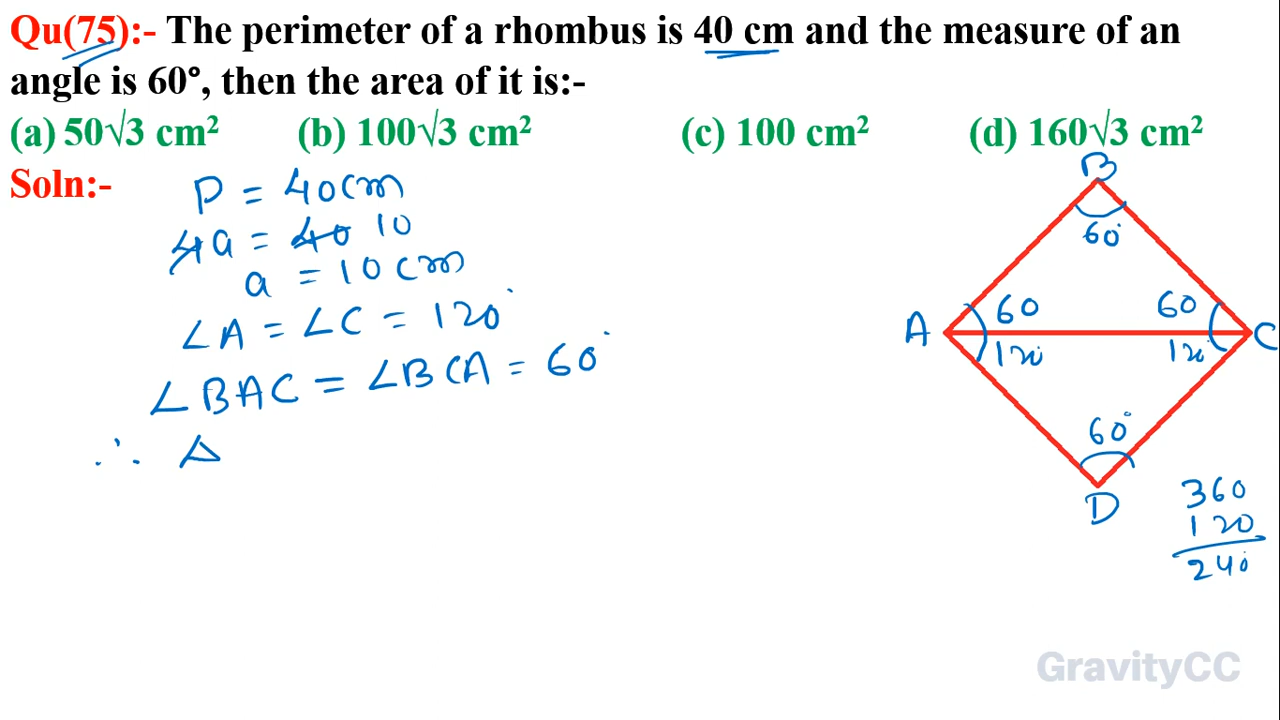 Qu(75):- The perimeter of a rhombus is 40 cm and the measure of an
angle is 60°, then the area of it is:-
(a) 50√3 cm² (b) 100√3 cm² (c) 100 cm² (d) 160√3 cm²
Soln:-
P = 40cm
4a = 40 10
a = 10cm
∠A = ∠C = 120°
∠BAC = ∠BCA = 60°
∴ Δ
B
60°
A
60
60
C
120°
120°
60°
D
360
120
240
GravityCC